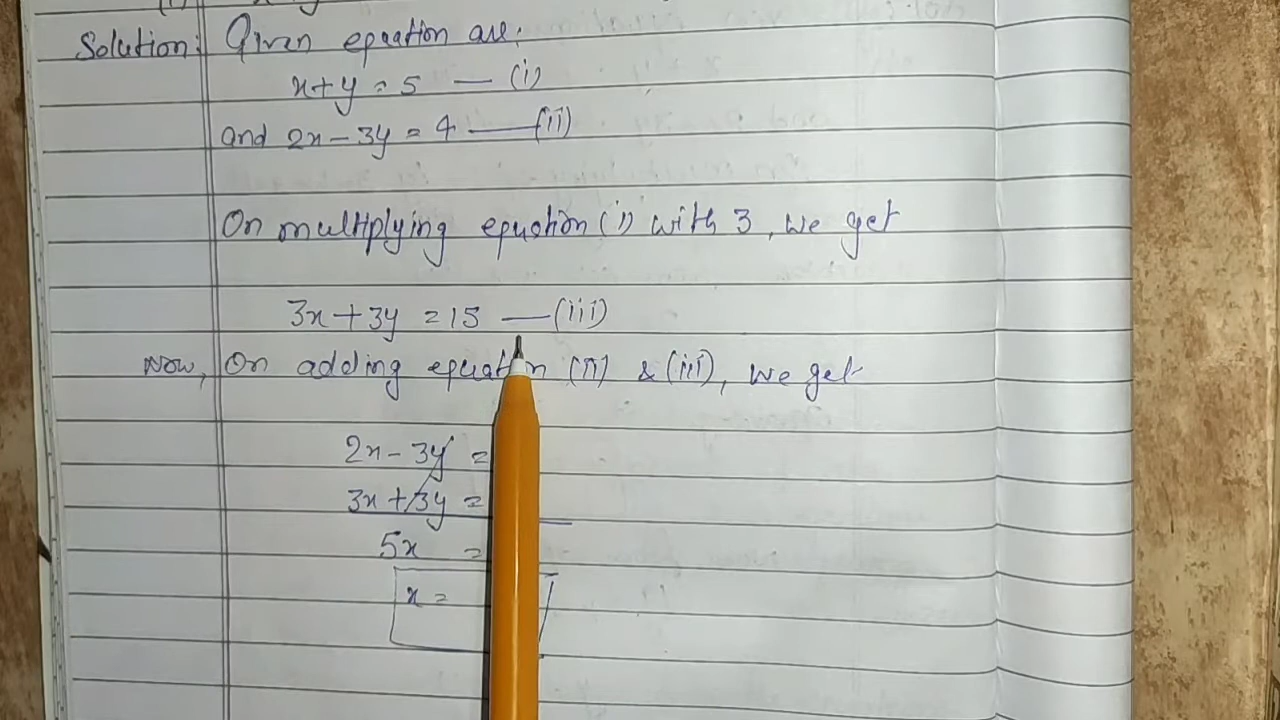 Solution: Given equation are:
x+y = 5 — (i)
and 2x - 3y = 4 — (ii)
On multiplying equation (i) with 3, we get
3x + 3y = 15 — (iii)
Now, On adding equation (ii) & (iii), we get
2x - 3y =
3x + 3y =
5x =
x =